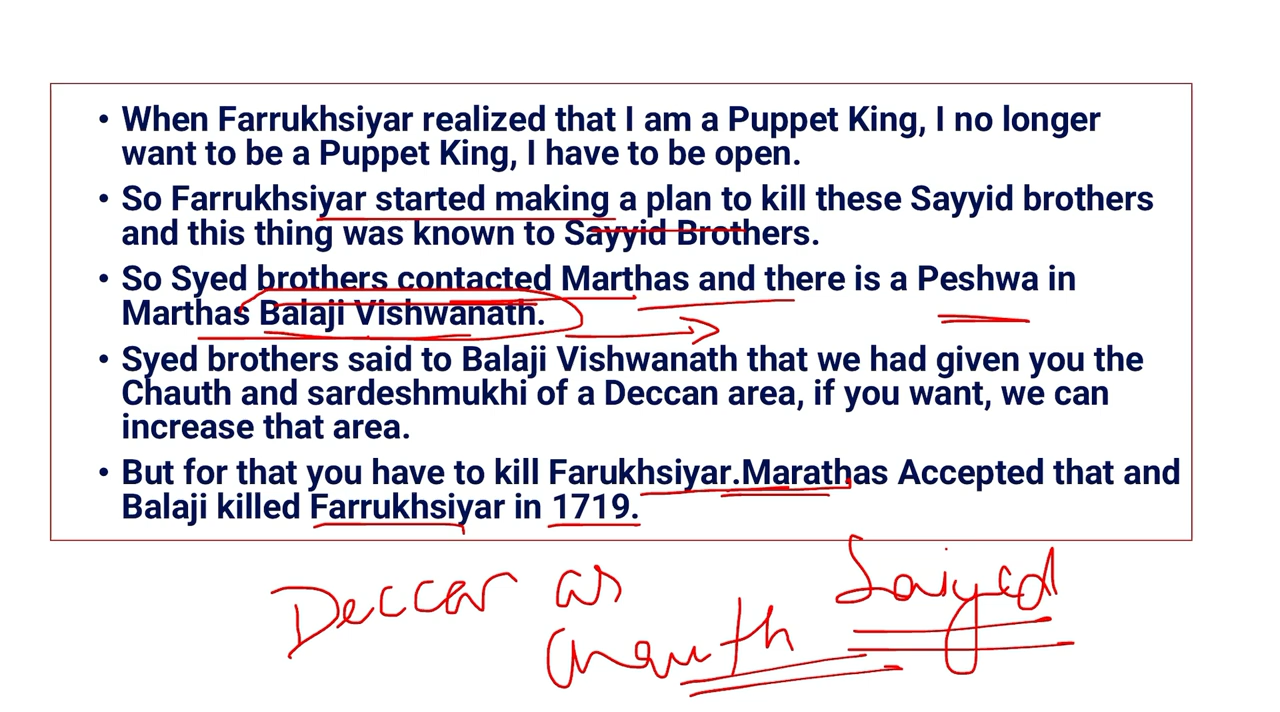 • When Farrukhsiyar realized that I am a Puppet King, I no longer
want to be a Puppet King, I have to be open.
• So Farrukhsiyar started making a plan to kill these Sayyid brothers
and this thing was known to Sayyid Brothers.
• So Syed brothers contacted Marthas and there is a Peshwa in
Marthas Balaji Vishwanath.
• Syed brothers said to Balaji Vishwanath that we had given you the
Chauth and sardeshmukhi of a Deccan area, if you want, we can
increase that area.
• But for that you have to kill Farukhsiyar.Marathas Accepted that and
Balaji killed Farrukhsiyar in 1719.
Deccan as Saiyed